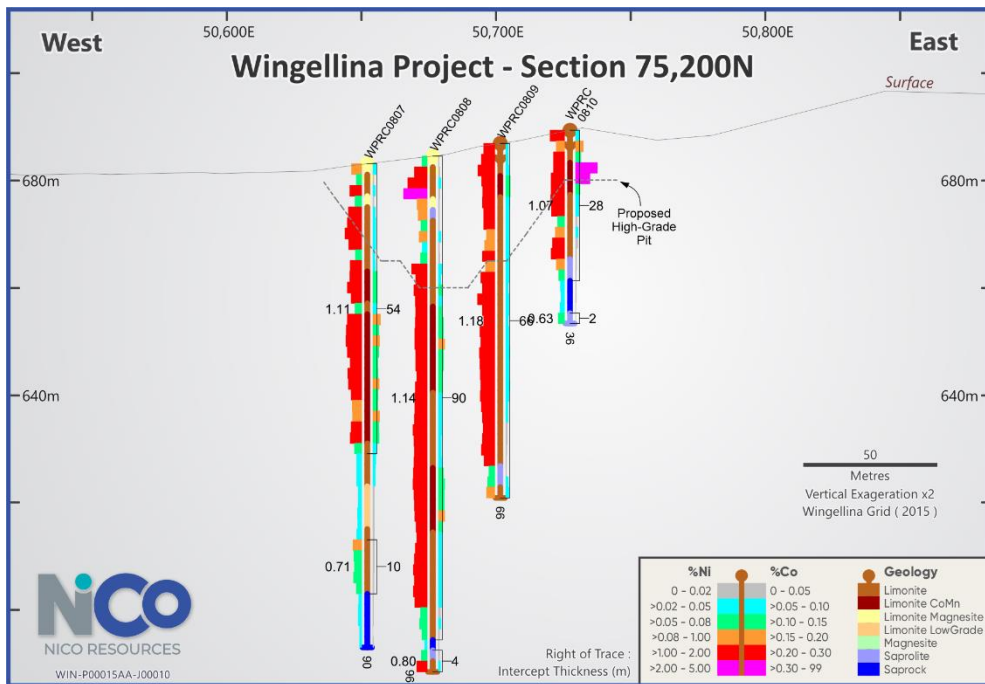 50,600E
50,700E
50,800E
West
East
Wingellina Project - Section 75,200N
Surface
WPRC0807
WPRC0808
WPRC0809
WPRC
0810
680m
680m
Proposed
High-Grade
Pit
1.07
28
1.11
54
1.18
66
0.63
2
36
1.14
90
640m
640m
50
Metres
Vertical Exageration x2
Wingellina Grid ( 2015 )
66
0.71
10
90
0.80
4
96
NiCO
NICO RESOURCES
WIN-P00015AA-J00010
Right of Trace :
Intercept Thickness (m)
%Ni %Co Geology
0 - 0.02 0 - 0.05 Limonite
>0.02 - 0.05 >0.05 - 0.10 Limonite CoMn
>0.05 - 0.08 >0.10 - 0.15 Limonite Magnesite
>0.08 - 1.00 >0.15 - 0.20 Limonite LowGrade
>1.00 - 2.00 >0.20 - 0.30 Magnesite
>2.00 - 5.00 >0.30 - 99 Saprolite
Saprock